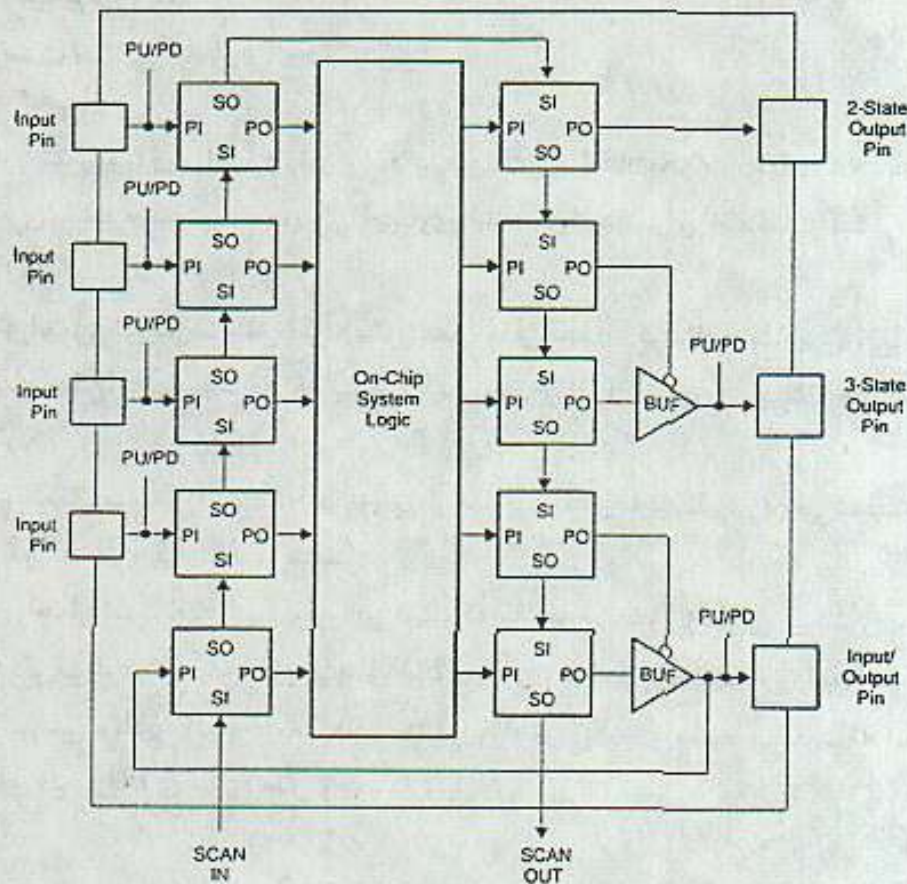 PU/PD
SO
SI
Input Pin
PI
PO
PI
PO
2-State Output Pin
SI
SO
PU/PD
SO
SI
Input Pin
PI
PO
PI
PO
SI
SO
PU/PD
PU/PD
SO
SI
On-Chip System Logic
3-State Output Pin
Input Pin
PI
PO
PI
PO
BUF
SI
SO
PU/PD
SO
SI
Input Pin
PI
PO
PI
PO
SI
SO
PU/PD
SO
SI
Input/ Output Pin
PI
PO
PI
PO
BUF
SI
SO
SCAN IN
SCAN OUT